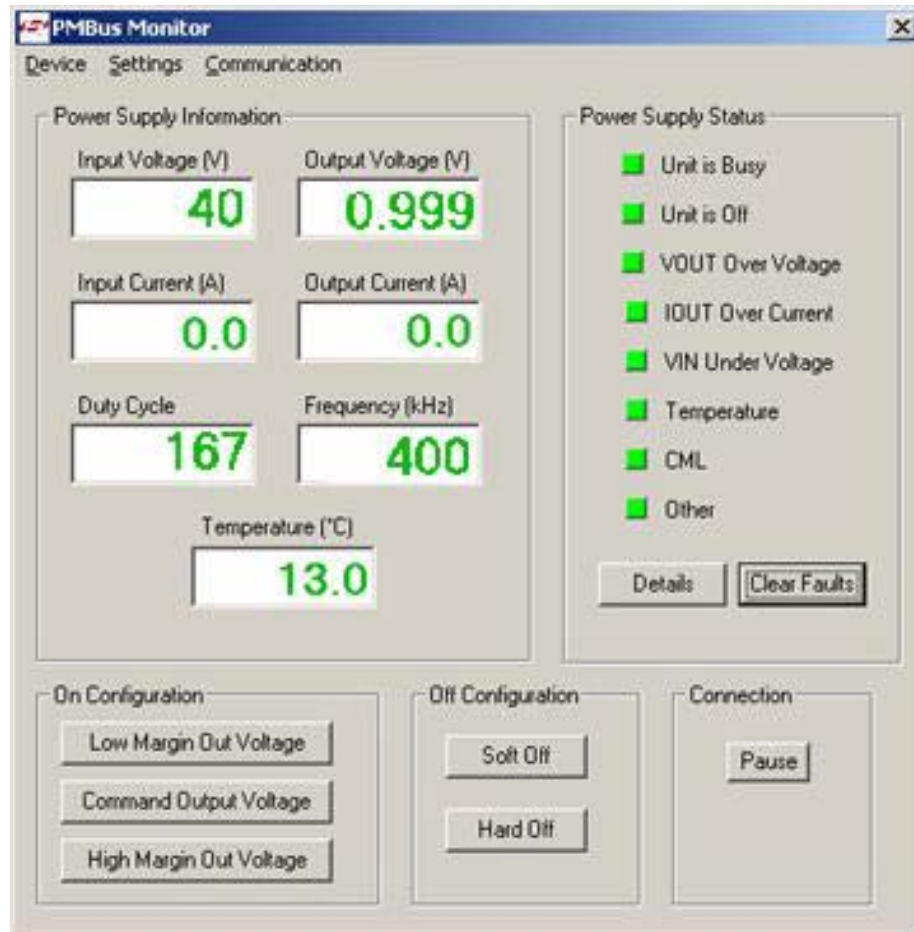 PMBus Monitor
Device Settings Communication
Power Supply Information
Input Voltage (V) Output Voltage (V)
40 0.999
Input Current (A) Output Current (A)
0.0 0.0
Duty Cycle Frequency (kHz)
167 400
Temperature (°C)
13.0
Power Supply Status
Unit is Busy
Unit is Off
VOUT Over Voltage
IOUT Over Current
VIN Under Voltage
Temperature
CML
Other
Details Clear Faults
On Configuration
Low Margin Out Voltage
Command Output Voltage
High Margin Out Voltage
Off Configuration
Soft Off
Hard Off
Connection
Pause